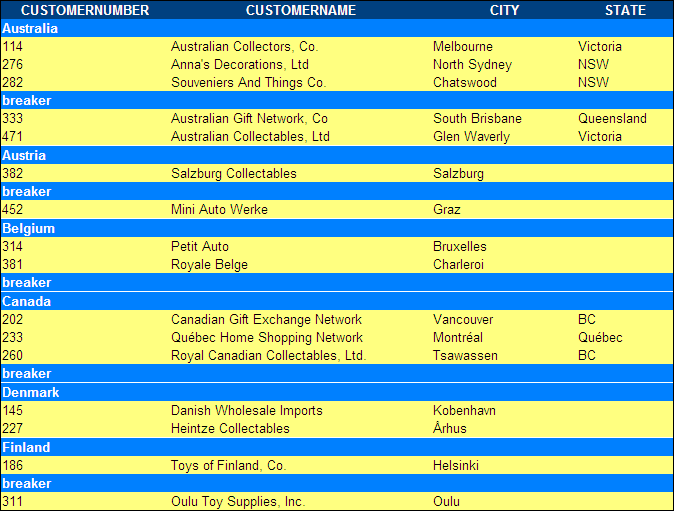 CUSTOMERNUMBER CUSTOMERNAME CITY STATE
Australia
114 Australian Collectors, Co. Melbourne Victoria
276 Anna's Decorations, Ltd North Sydney NSW
282 Souveniers And Things Co. Chatswood NSW
breaker
333 Australian Gift Network, Co South Brisbane Queensland
471 Australian Collectables, Ltd Glen Waverly Victoria
Austria
382 Salzburg Collectables Salzburg
breaker
452 Mini Auto Werke Graz
Belgium
314 Petit Auto Bruxelles
381 Royale Belge Charleroi
breaker
Canada
202 Canadian Gift Exchange Network Vancouver BC
233 Québec Home Shopping Network Montréal Québec
260 Royal Canadian Collectables, Ltd. Tsawassen BC
breaker
Denmark
145 Danish Wholesale Imports Kobenhavn
227 Heintze Collectables Århus
Finland
186 Toys of Finland, Co. Helsinki
breaker
311 Oulu Toy Supplies, Inc. Oulu